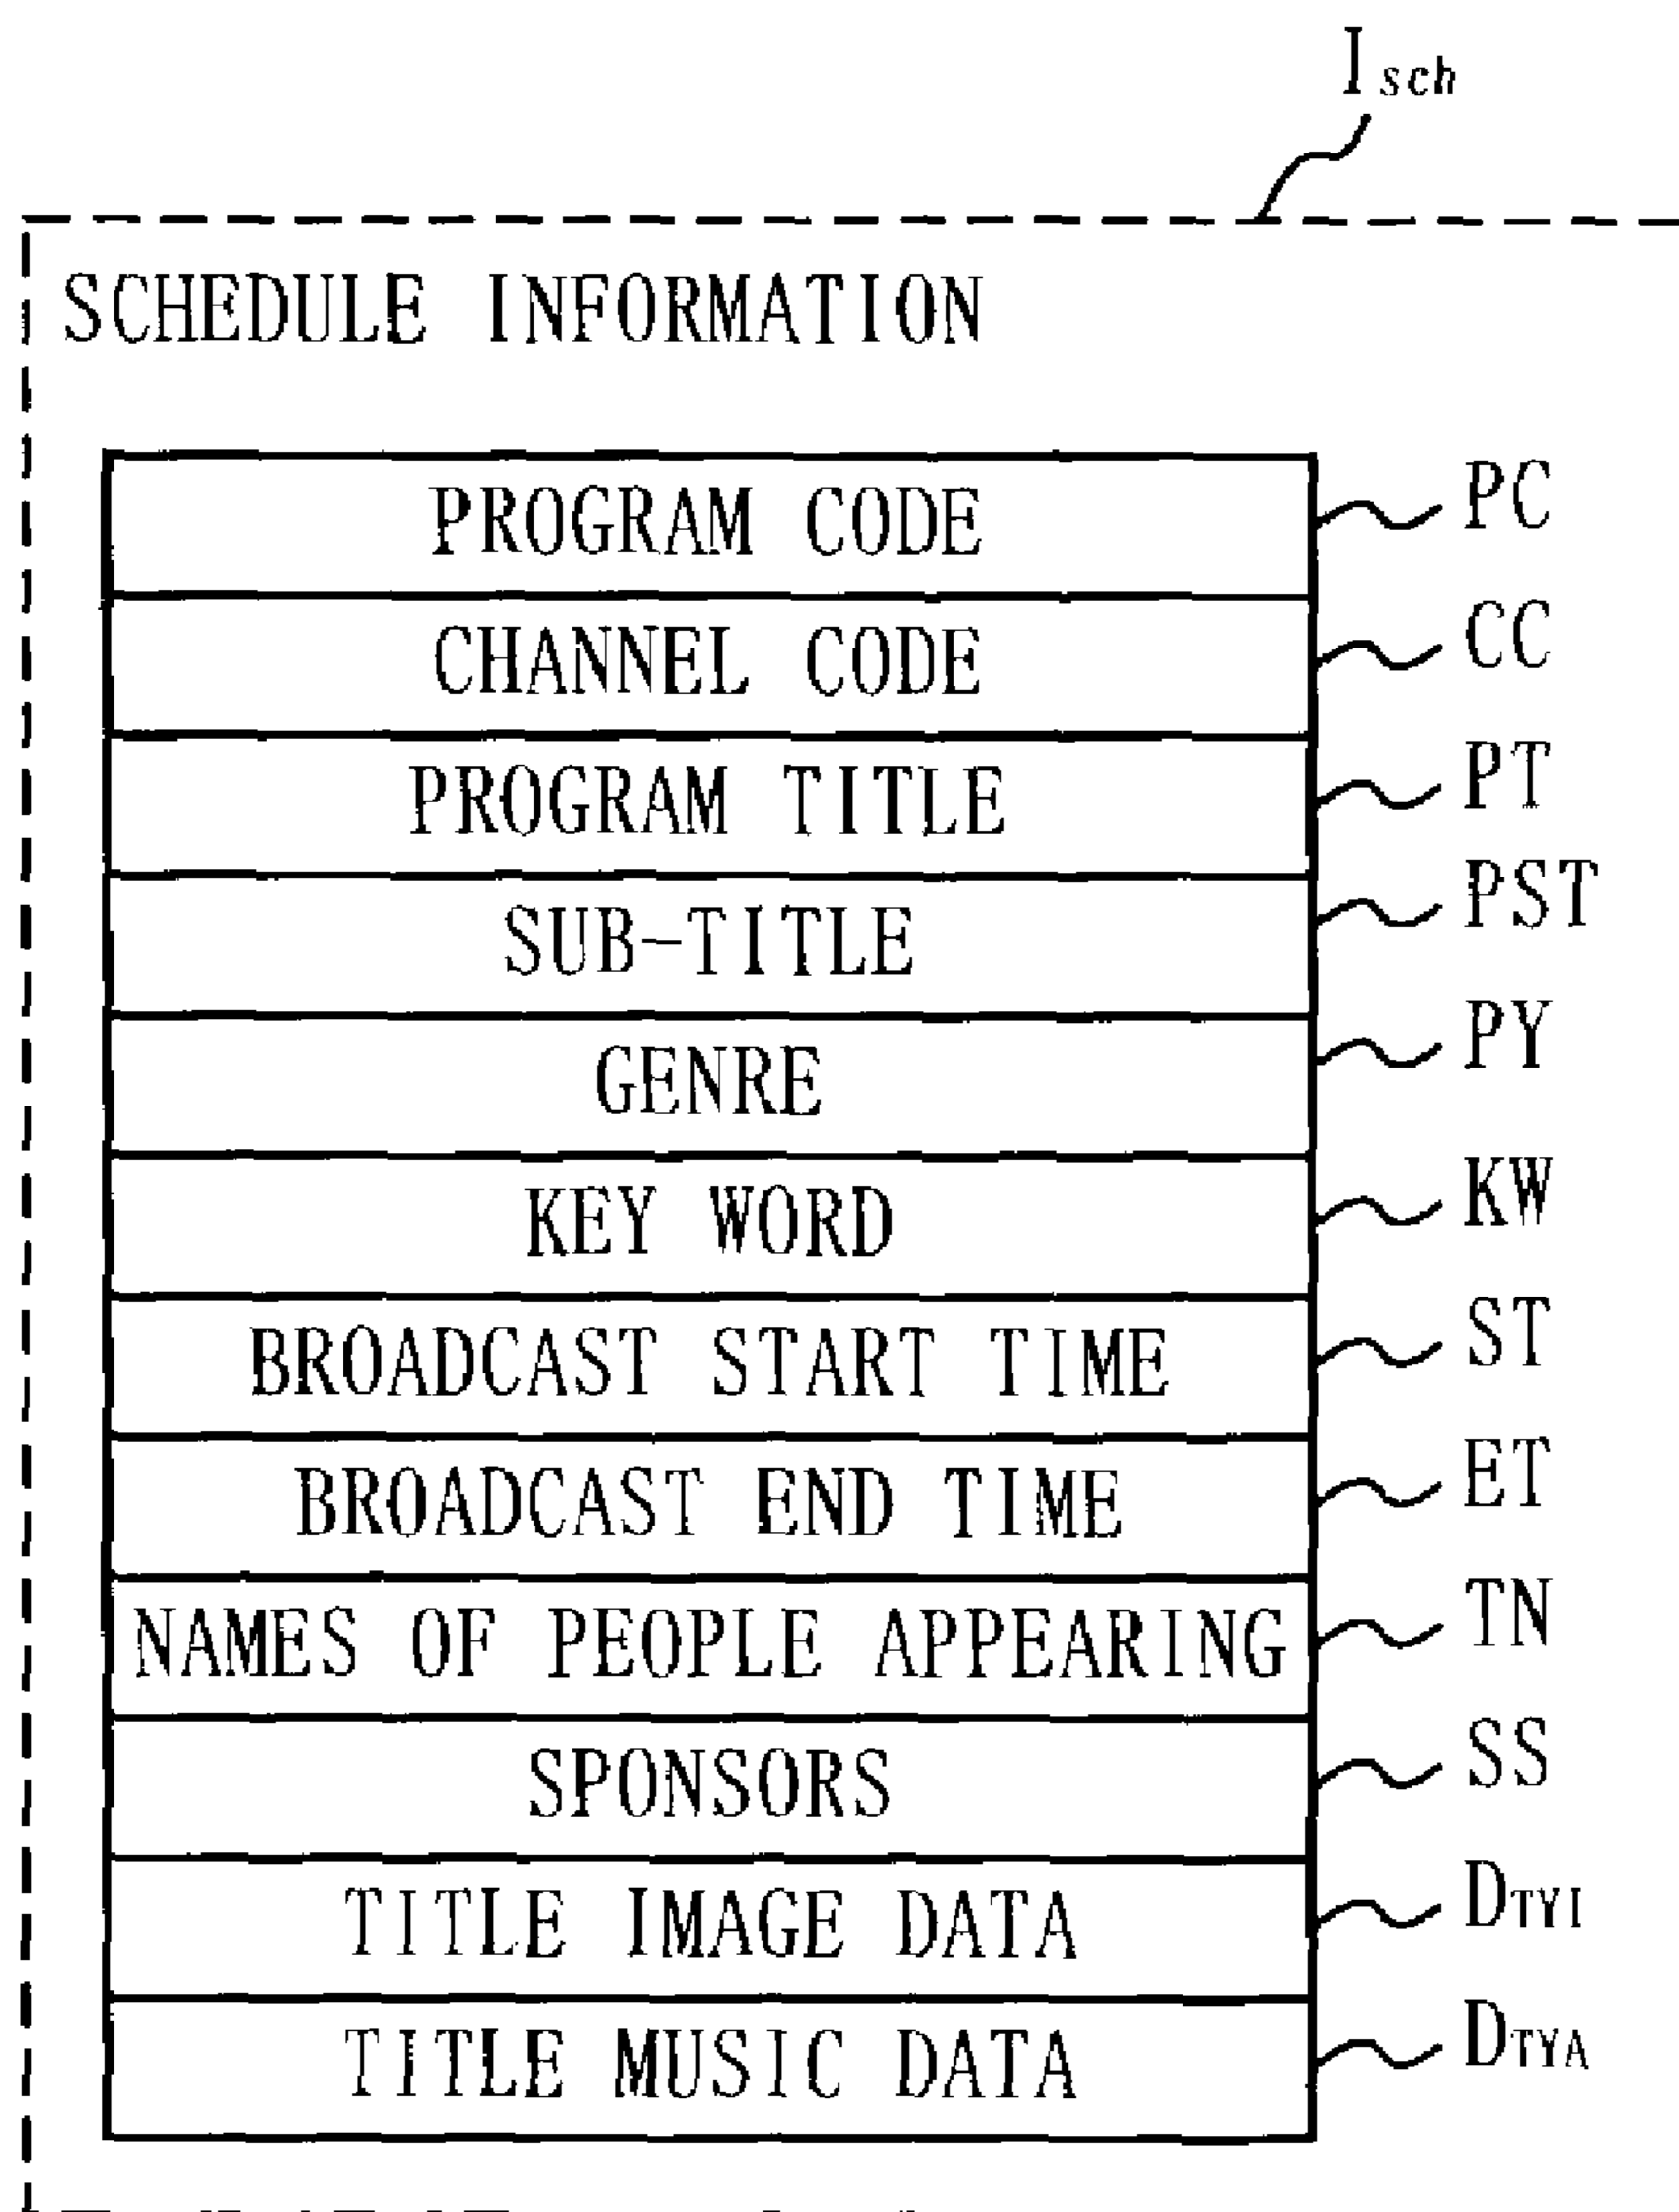 Isch
SCHEDULE INFORMATION
PROGRAM CODE PC
CHANNEL CODE CC
PROGRAM TITLE PT
SUB-TITLE PST
GENRE PY
KEY WORD KW
BROADCAST START TIME ST
BROADCAST END TIME ET
NAMES OF PEOPLE APPEARING TN
SPONSORS SS
TITLE IMAGE DATA DTYI
TITLE MUSIC DATA DTYA